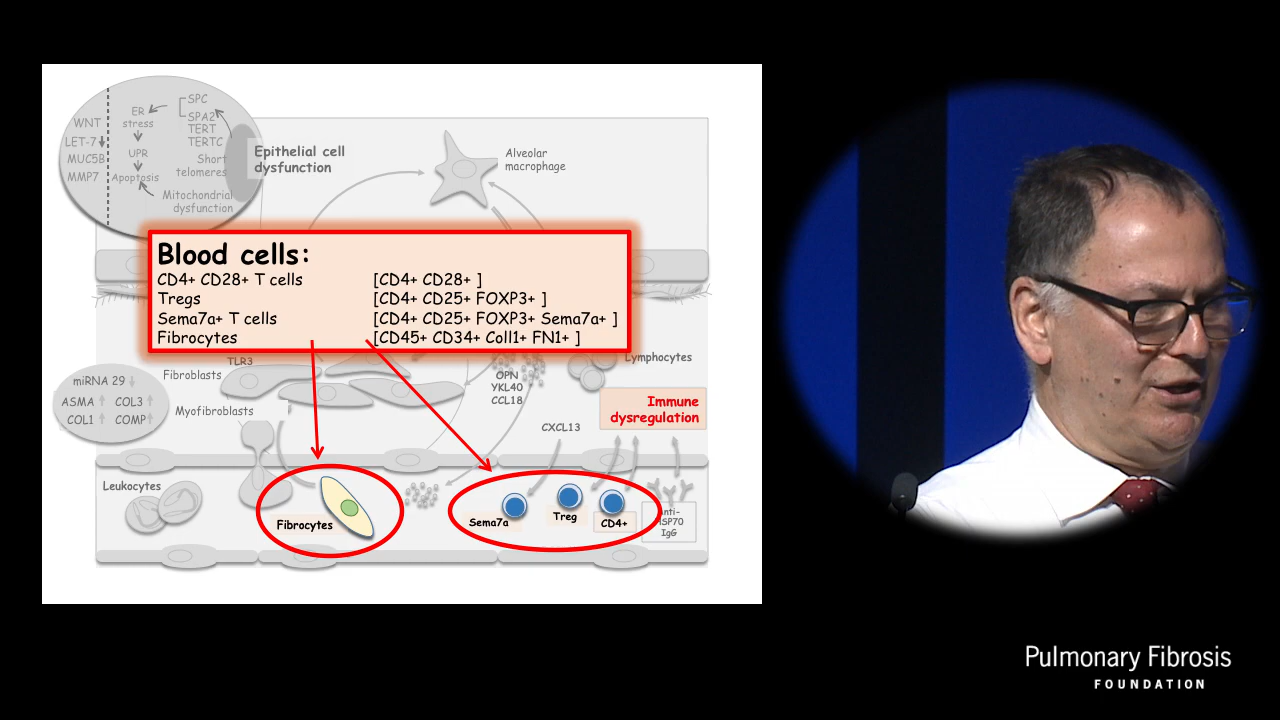 SPC
ER
stress
SPA2
TERT
TERTC
WNT
LET-7
MUC5B
MMP7
UPR
Apoptosis
Short
telomeres
Mitochondrial
dysfunction
Epithelial cell
dysfunction
Alveolar
macrophage
Blood cells:
CD4+ CD28+ T cells [CD4+ CD28+ ]
Tregs [CD4+ CD25+ FOXP3+ ]
Sema7a+ T cells [CD4+ CD25+ FOXP3+ Sema7a+ ]
Fibrocytes [CD45+ CD34+ Coll1+ FN1+ ]
TLR3
Fibroblasts
Myofibroblasts
miRNA 29
ASMA COL3
COL1 COMP
OPN
YKL40
CCL18
Lymphocytes
Immune
dysregulation
CXCL13
Leukocytes
Fibrocytes
Sema7a
Treg
CD4+
Anti-
HSP70
IgG
Pulmonary Fibrosis
FOUNDATION